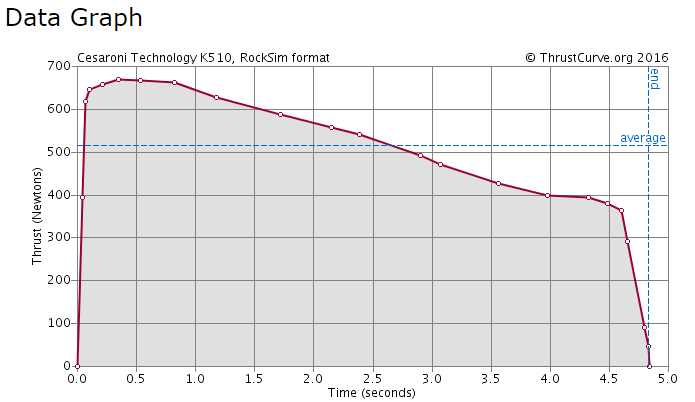 Data Graph
Cesaroni Technology K510, RockSim format
© ThrustCurve.org 2016
700
600
500
400
300
200
100
0
Thrust (Newtons)
end
average
0.0 0.5 1.0 1.5 2.0 2.5 3.0 3.5 4.0 4.5 5.0
Time (seconds)